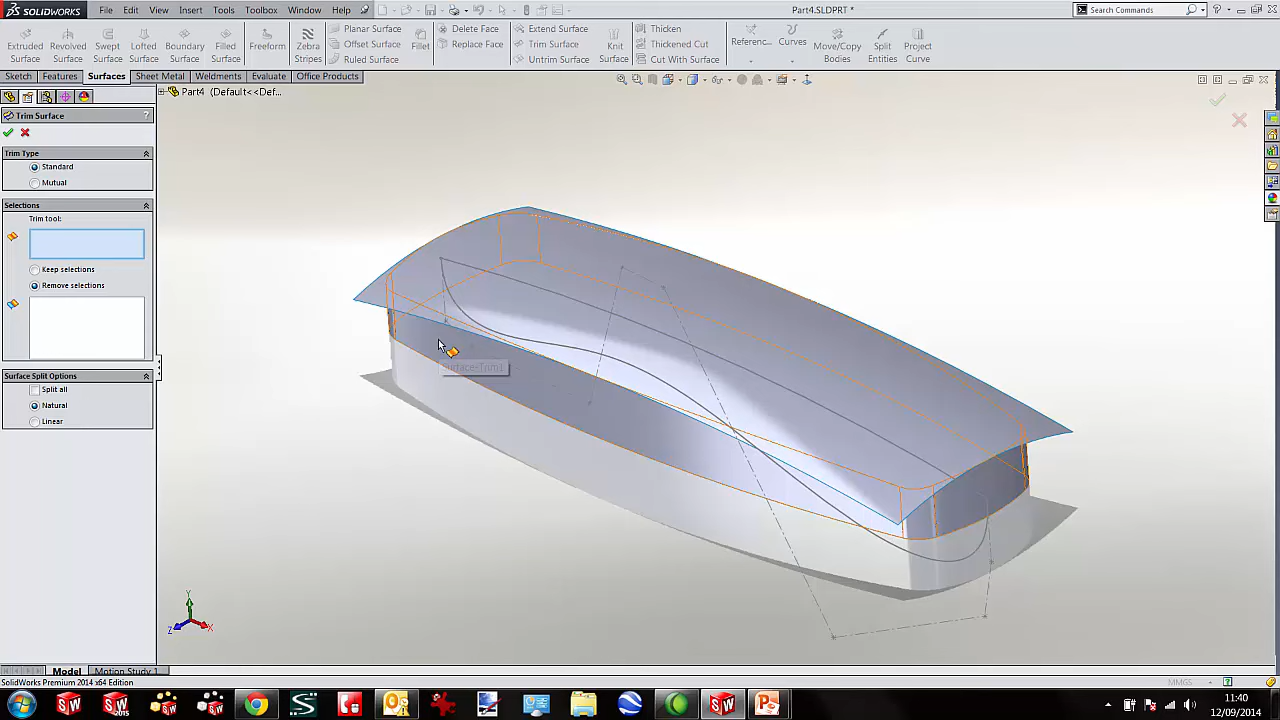 SOLIDWORKS File Edit View Insert Tools Toolbox Window Help Part4.SLDPRT * Search Commands
Extruded Surface Revolved Surface Swept Surface Lofted Surface Boundary Surface Filled Surface Freeform Zebra Stripes
Planar Surface
Offset Surface
Ruled Surface
Fillet
Delete Face
Replace Face
Extend Surface
Trim Surface
Untrim Surface
Knit Surface
Thicken
Thickened Cut
Cut With Surface
Referenc... Curves Move/Copy Bodies Split Entities Project Curve
Sketch Features Surfaces Sheet Metal Weldments Evaluate Office Products
Part4 (Default<<Def...
Trim Surface ?
Trim Type
Standard
Mutual
Selections
Trim tool:
Keep selections
Remove selections
Surface Split Options
Split all
Natural
Linear
Surface-Trim1
Y
Z
X
Model Motion Study 1
SolidWorks Premium 2014 x64 Edition MMGS
11:40
12/09/2014